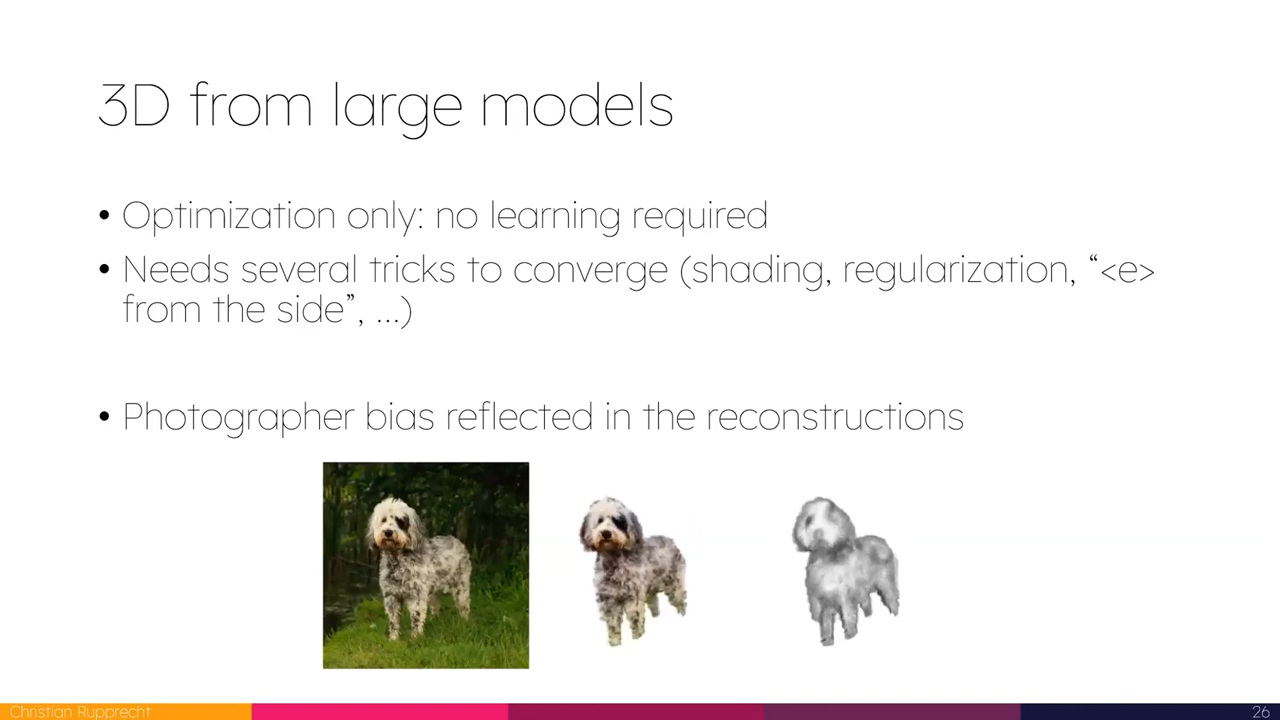 3D from large models
• Optimization only: no learning required
• Needs several tricks to converge (shading, regularization, “<e>
from the side”, ...)
• Photographer bias reflected in the reconstructions
Christian Rupprecht
26